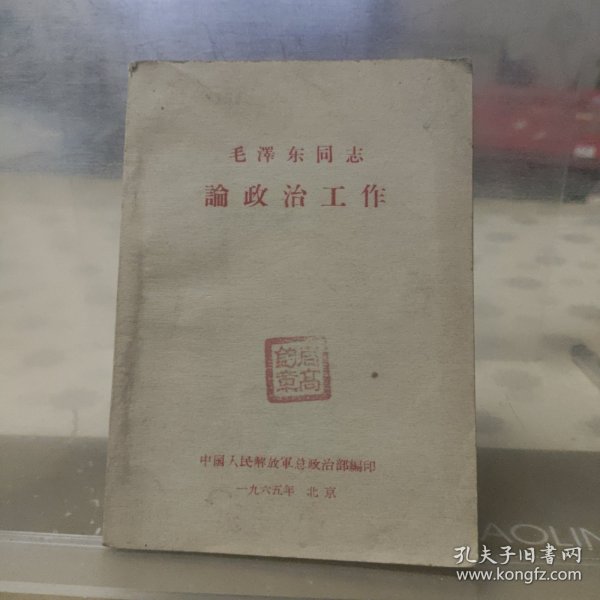 毛澤东同志
論政治工作
中國人民解放軍总政治部編印
一九六五年 北京
AOLIN
孔夫子旧书网
www.kongfz.com